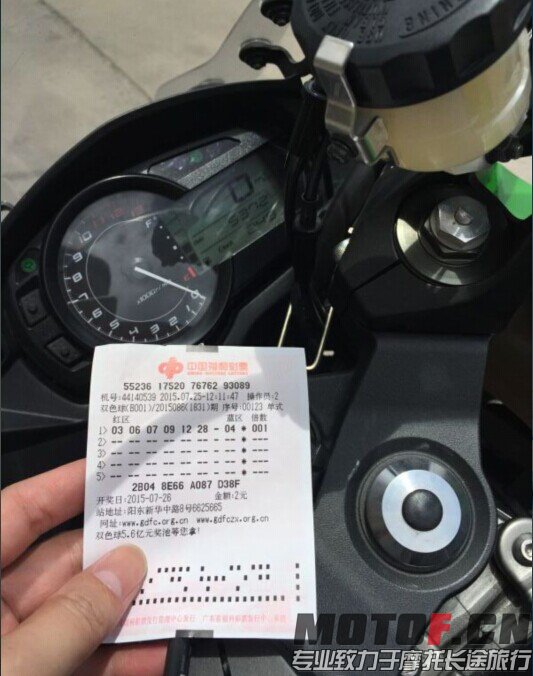 中国福利彩票
CHINA WELFARE LOTTERY
55236 17520 76762 93089
机号:44140539 2015.07.25-12:11:47 操作员:2
双色球(B001)/2015086(1831)期 序号:00123 单式
红区 蓝区 倍数
1) 03 06 07 09 12 28 - 04 * 001
2) -- -- -- -- -- -- - -- * ---
3) -- -- -- -- -- -- - -- * ---
4) -- -- -- -- -- -- - -- * ---
5) -- -- -- -- -- -- - -- * ---
2B04 8E66 A087 D38F
开奖日:2015-07-26 金额:2元
站地址:阳东新华中路8号6625665
网址:www.gdfc.org.cn www.gdfczx.org.cn
双色球5.6亿元奖池等您拿!
MOTOF.CN
专业致力于摩托长途旅行